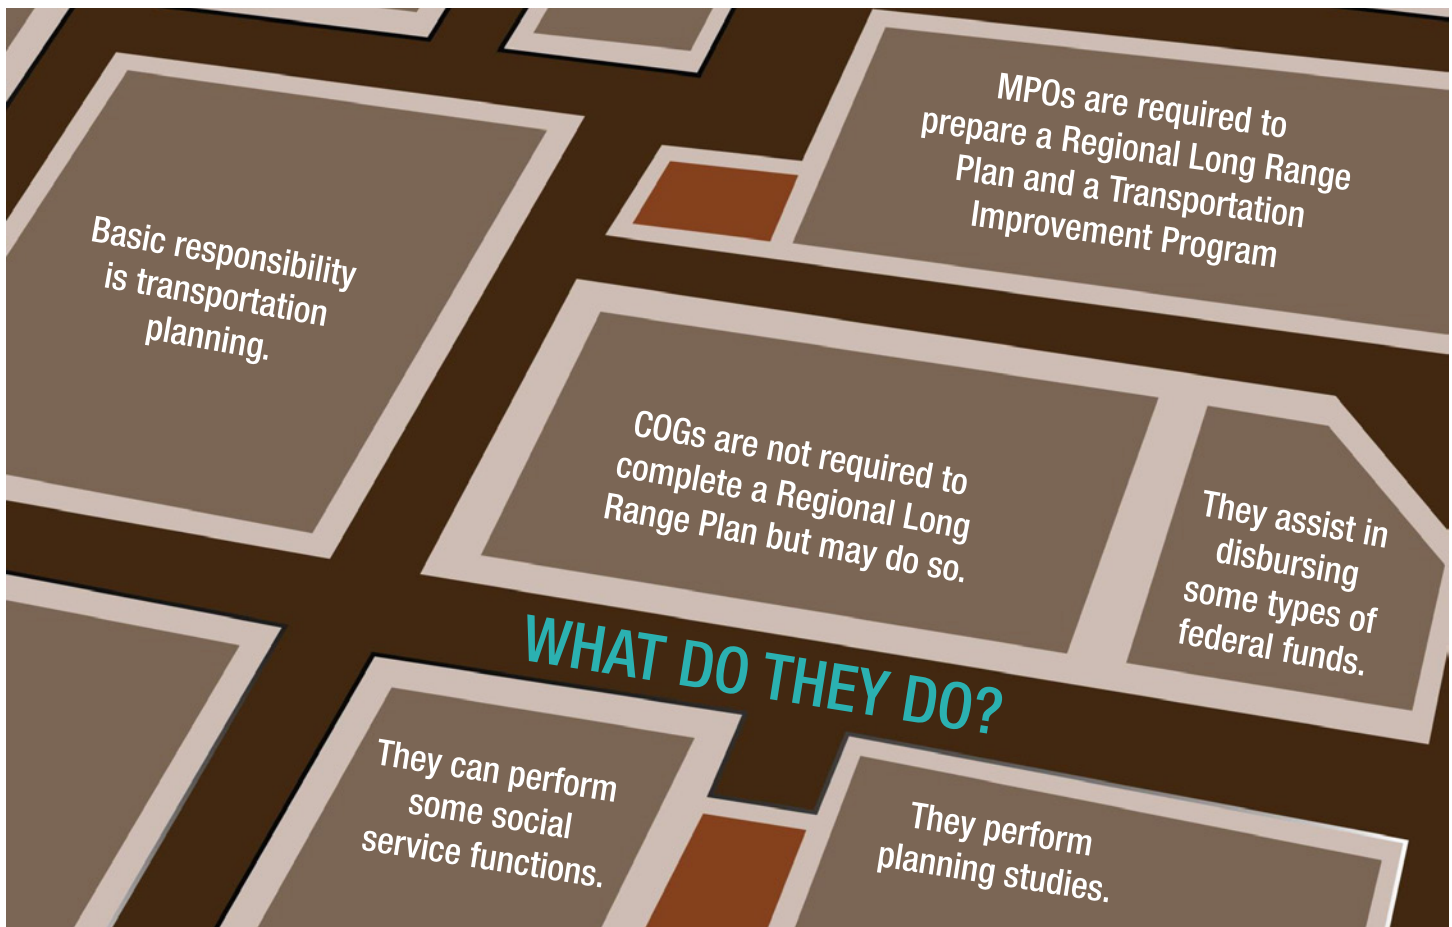 MPOs are required to
prepare a Regional Long Range
Plan and a Transportation
Improvement Program
Basic responsibility
is transportation
planning.
COGs are not required to
complete a Regional Long
Range Plan but may do so.
They assist in
disbursing
some types of
federal funds.
WHAT DO THEY DO?
They can perform
some social
service functions.
They perform
planning studies.